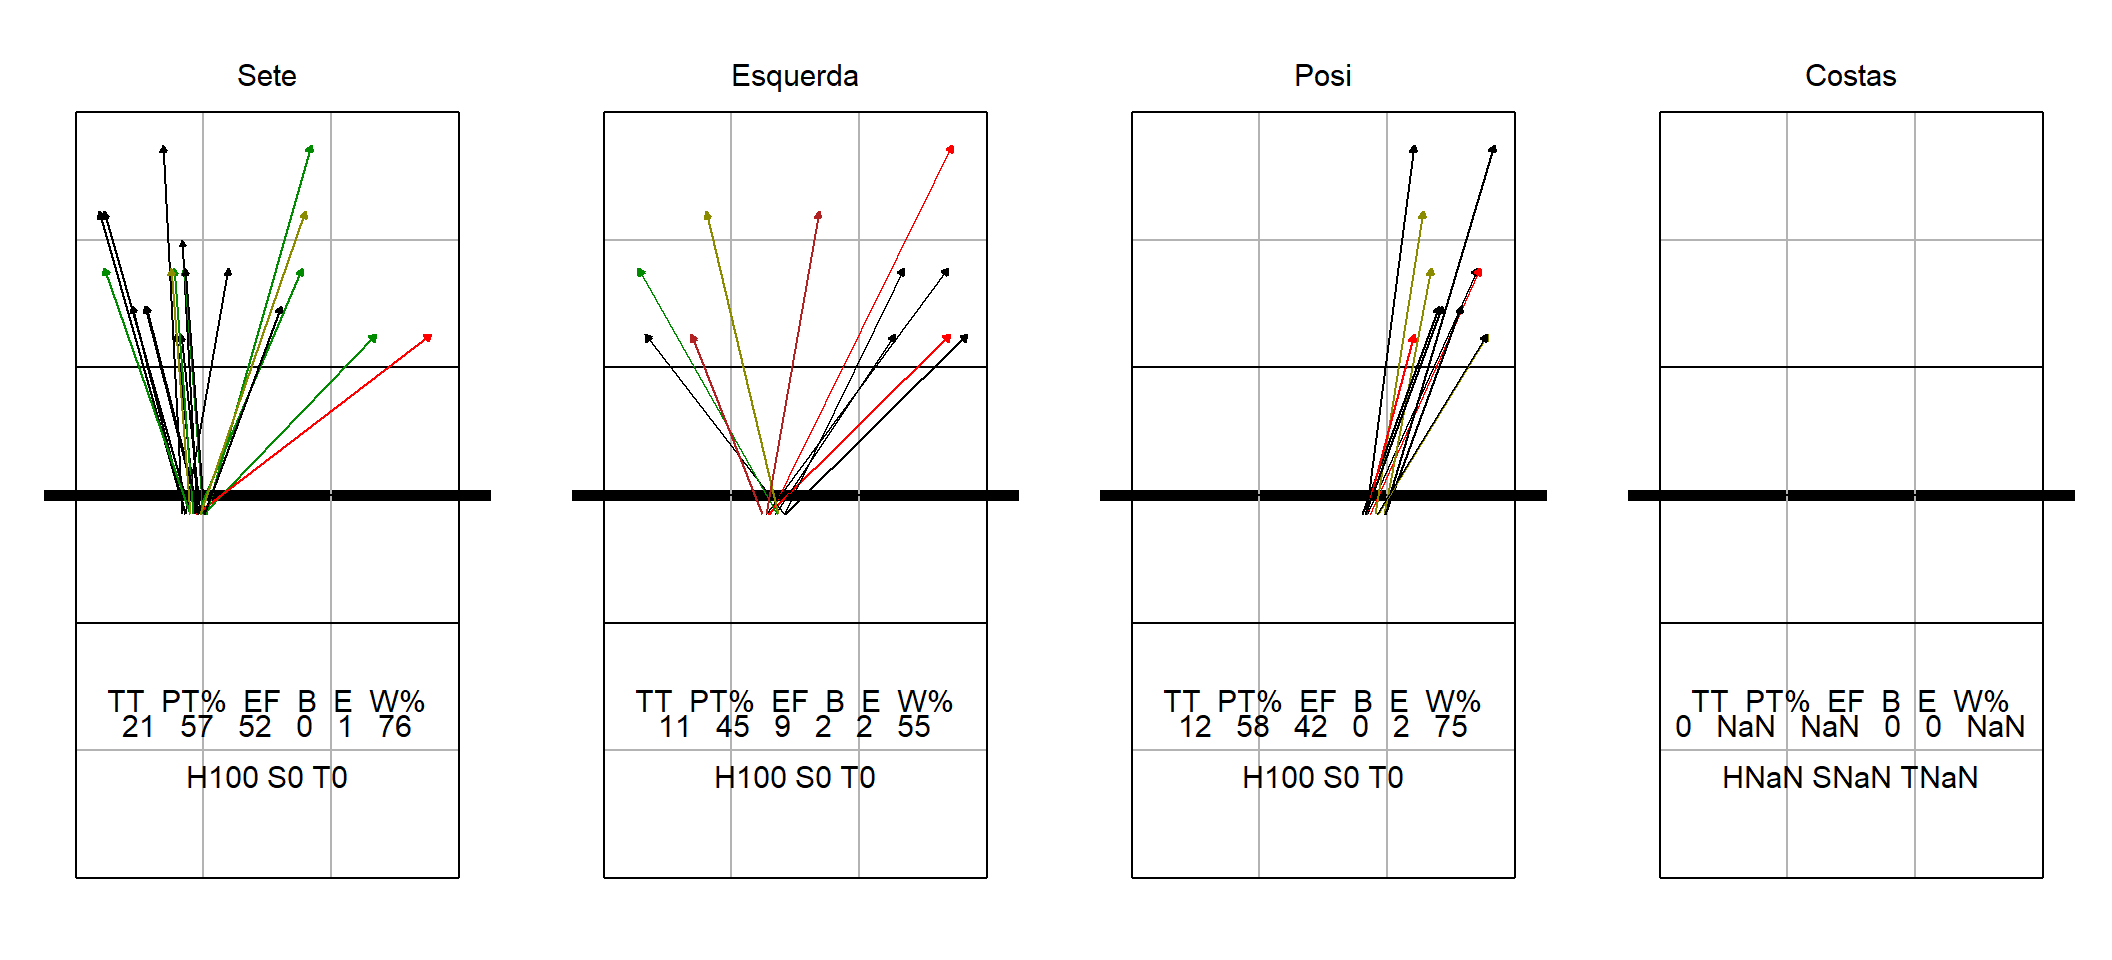 Sete
TT PT% EF B E W%
21 57 52 0 1 76
H100 S0 T0
Esquerda
TT PT% EF B E W%
11 45 9 2 2 55
H100 S0 T0
Posi
TT PT% EF B E W%
12 58 42 0 2 75
H100 S0 T0
Costas
TT PT% EF B E W%
0 NaN NaN 0 0 NaN
HNaN SNaN TNaN